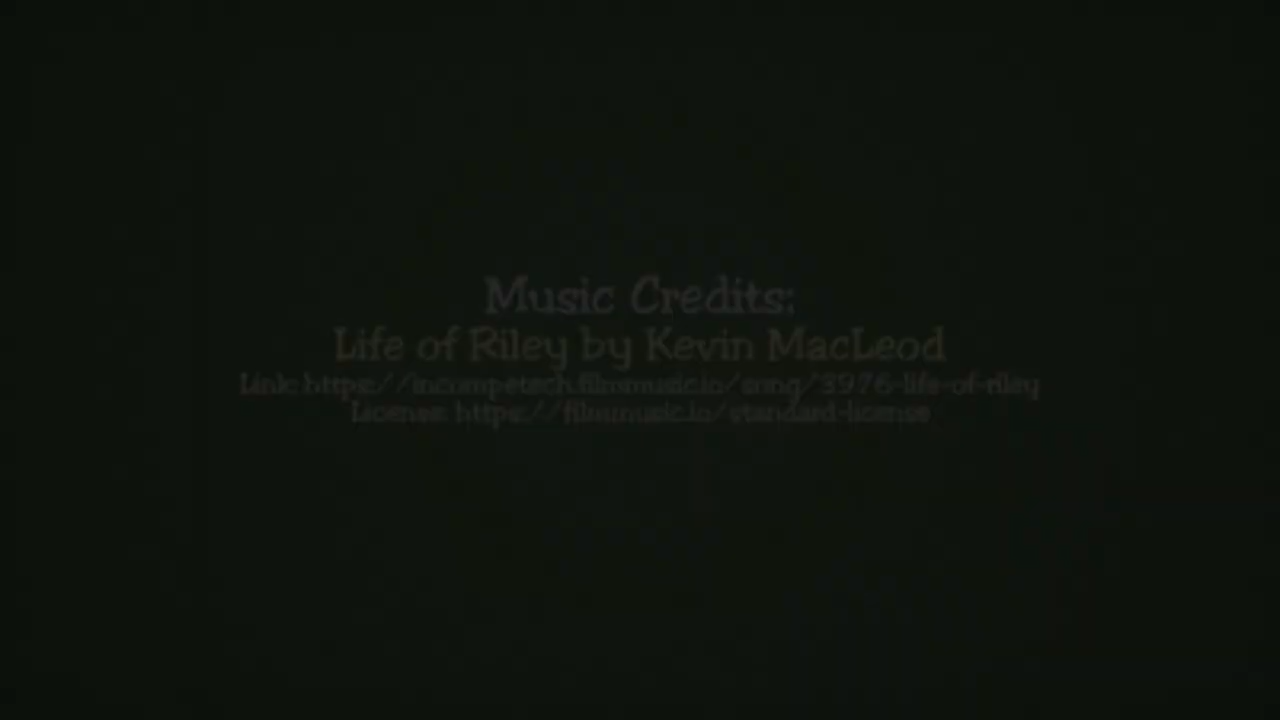 Music Credits:
Life of Riley by Kevin MacLeod
Link: https://incompetech.filmmusic.io/song/3976-life-of-riley
License: https://filmmusic.io/standard-license